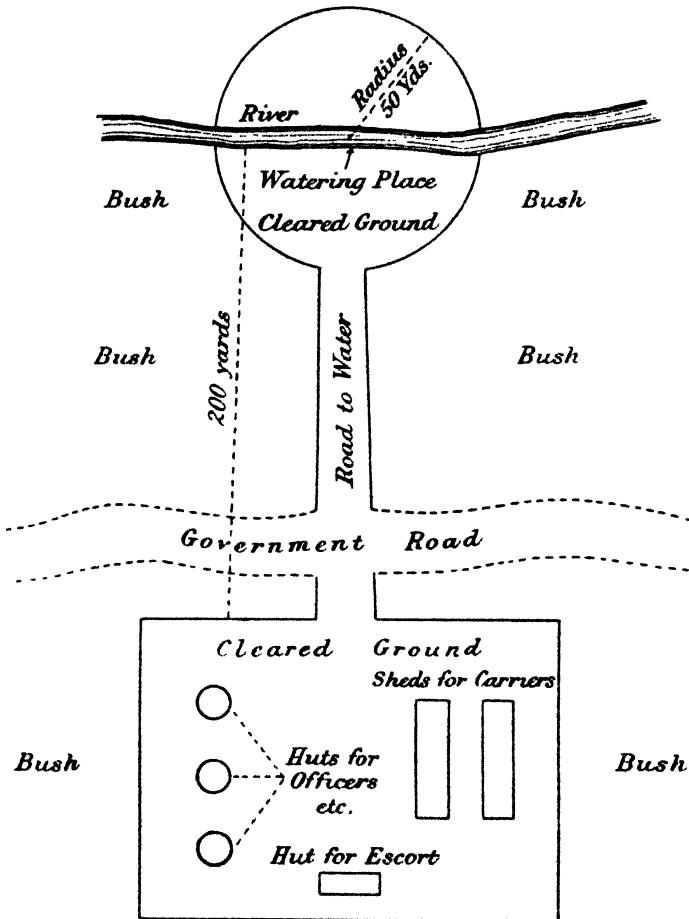 Radius
50 Yds.
River
Watering Place
Cleared Ground
Bush
Bush
Bush
Bush
200 yards
Road to Water
Government Road
Cleared Ground
Sheds for Carriers
Huts for
Officers
etc.
Bush
Bush
Hut for Escort